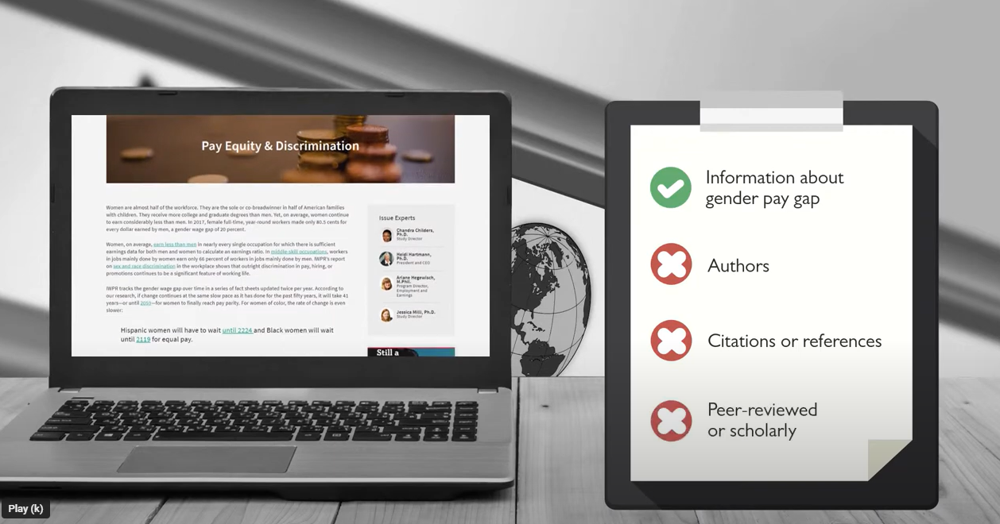 Pay Equity & Discrimination
Women are almost half of the workforce. They are the sole or co-breadwinner in half of American families
with children. They receive more college and graduate degrees than men. Yet, on average, women continue
to earn considerably less than men. In 2017, female full-time, year-round workers made only 80.5 cents for
every dollar earned by men, a gender wage gap of 20 percent.
Women, on average, earn less than men in nearly every single occupation for which there is sufficient
earnings data for both men and women to calculate an earnings ratio. In middle-skill occupations, workers
in jobs mainly done by women earn only 66 percent of workers in jobs mainly done by men. IWPR's report
on sex and race discrimination in the workplace shows that outright discrimination in pay, hiring, or
promotions continues to be a significant feature of working life.
IWPR tracks the gender wage gap over time in a series of fact sheets updated twice per year. According to
our research, if change continues at the same slow pace as it has done for the past fifty years, it will take 41
years—or until 2059—for women to finally reach pay parity. For women of color, the rate of change is even
slower:
Hispanic women will have to wait until 2224 and Black women will wait
until 2119 for equal pay.
Issue Experts
Chandra Childers,
Ph.D.
Study Director
Heidi Hartmann,
Ph.D.
President and CEO
Ariane Hegewisch,
M.Phil.
Program Director,
Employment and
Earnings
Jessica Milli, Ph.D.
Study Director
Still a
Information about
gender pay gap
Authors
Citations or references
Peer-reviewed
or scholarly
Play (k)